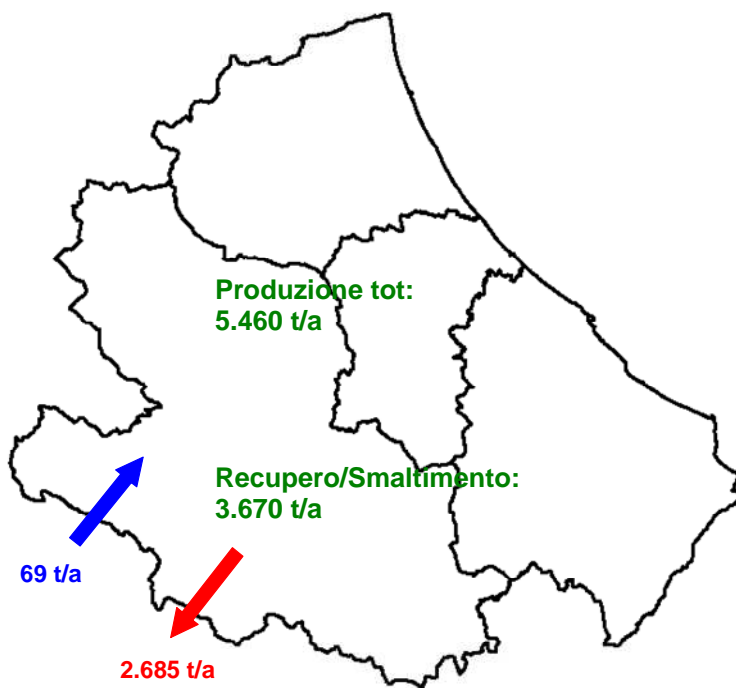 Produzione tot:
5.460 t/a
Recupero/Smaltimento:
3.670 t/a
69 t/a
2.685 t/a